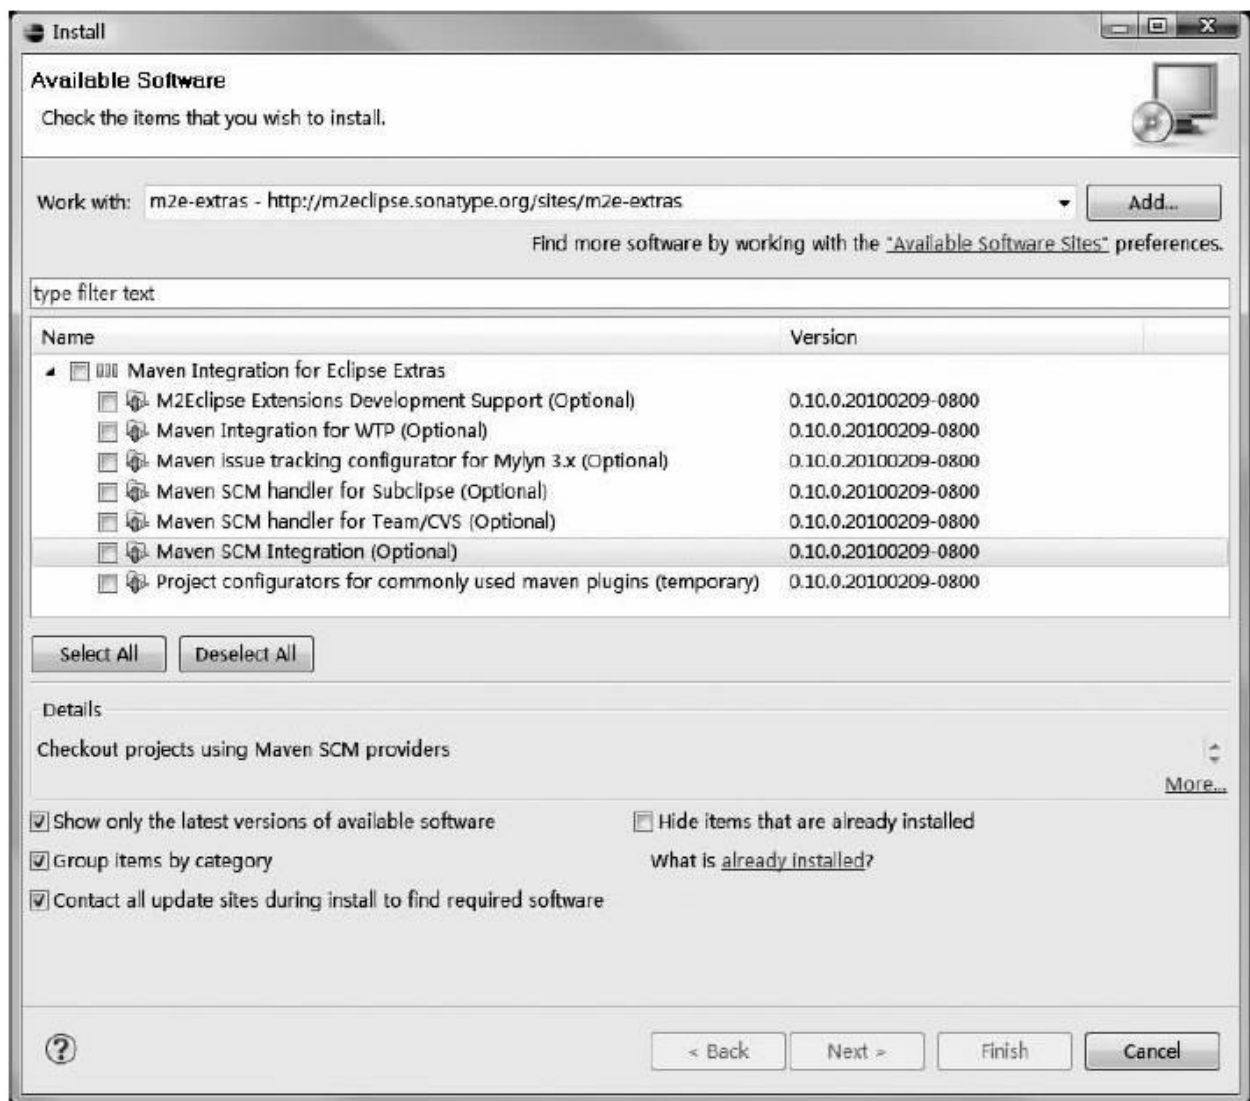 Install
Available Software
Check the items that you wish to install.
Work with: m2e-extras - http://m2eclipse.sonatype.org/sites/m2e-extras Add...
Find more software by working with the "Available Software Sites" preferences.
type filter text
Name Version
Maven Integration for Eclipse Extras
M2Eclipse Extensions Development Support (Optional) 0.10.0.20100209-0800
Maven Integration for WTP (Optional) 0.10.0.20100209-0800
Maven issue tracking configurator for Mylyn 3.x (Optional) 0.10.0.20100209-0800
Maven SCM handler for Subclipse (Optional) 0.10.0.20100209-0800
Maven SCM handler for Team/CVS (Optional) 0.10.0.20100209-0800
Maven SCM Integration (Optional) 0.10.0.20100209-0800
Project configurators for commonly used maven plugins (temporary) 0.10.0.20100209-0800
Select All Deselect All
Details
Checkout projects using Maven SCM providers
More...
Show only the latest versions of available software Hide items that are already installed
Group items by category What is already installed?
Contact all update sites during install to find required software
? < Back Next > Finish Cancel